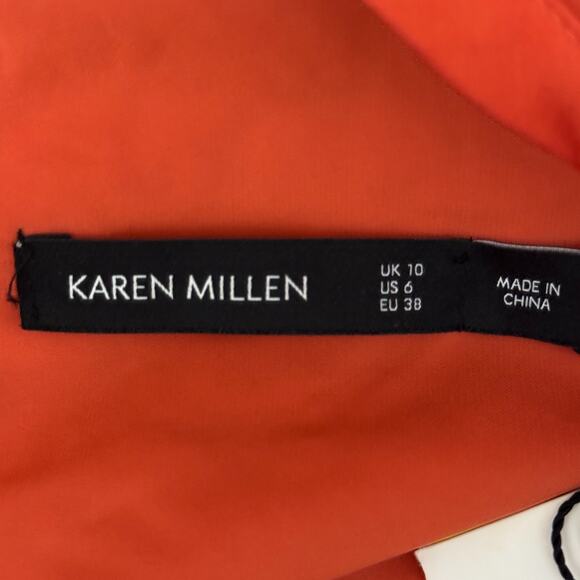 KAREN MILLEN
UK 10
US 6
EU 38
MADE IN
CHINA